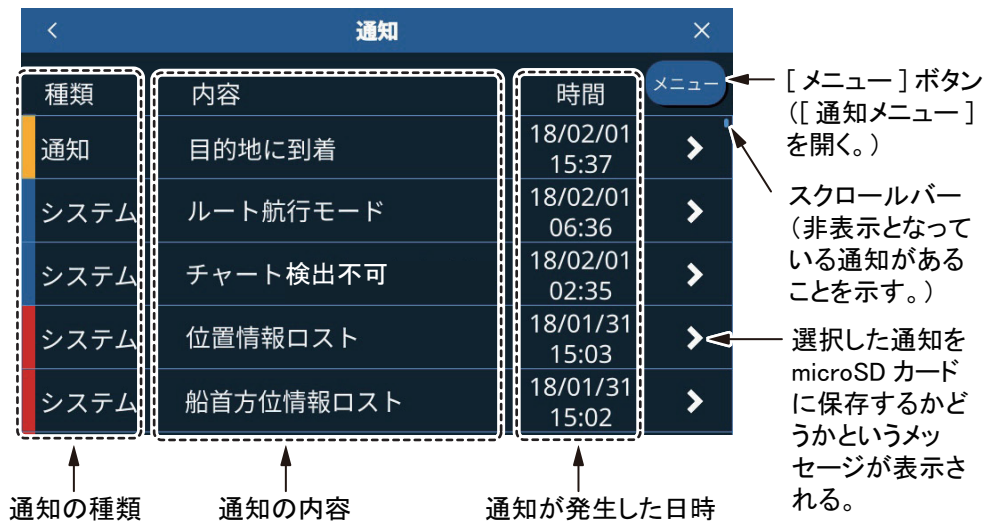 通知
種類 内容 時間 メニュー
通知 目的地に到着 18/02/01
15:37
システム ルート航行モード 18/02/01
06:36
システム チャート検出不可 18/02/01
02:35
システム 位置情報ロスト 18/01/31
15:03
システム 船首方位情報ロスト 18/01/31
15:02
[ メニュー ] ボタン
([ 通知メニュー ]
を開く。)
スクロールバー
(非表示となって
いる通知がある
ことを示す。)
選択した通知を
microSD カード
に保存するかど
うかというメッ
セージが表示さ
れる。
通知の種類 通知の内容 通知が発生した日時